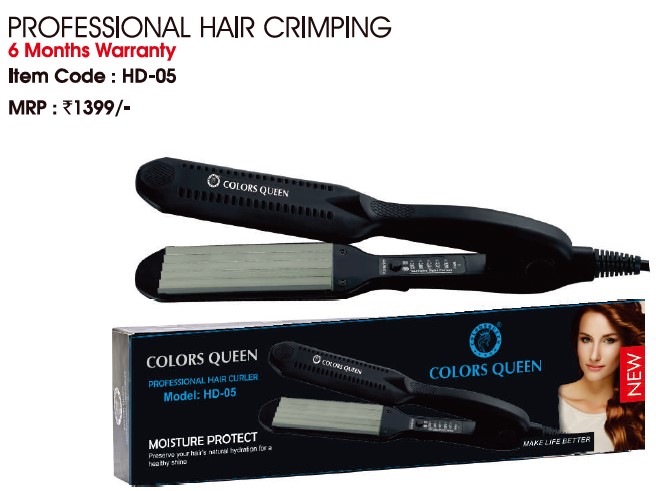 PROFESSIONAL HAIR CRIMPING
6 Months Warranty
Item Code : HD-05
MRP : ₹1399/-
COLORS QUEEN
COLORS QUEEN
PROFESSIONAL HAIR CURLER
Model: HD-05
COLORS QUEEN
COLORS QUEEN
NEW
MOISTURE PROTECT
Preserve your hair's natural hydration for a
healthy shine
MAKE LIFE BETTER